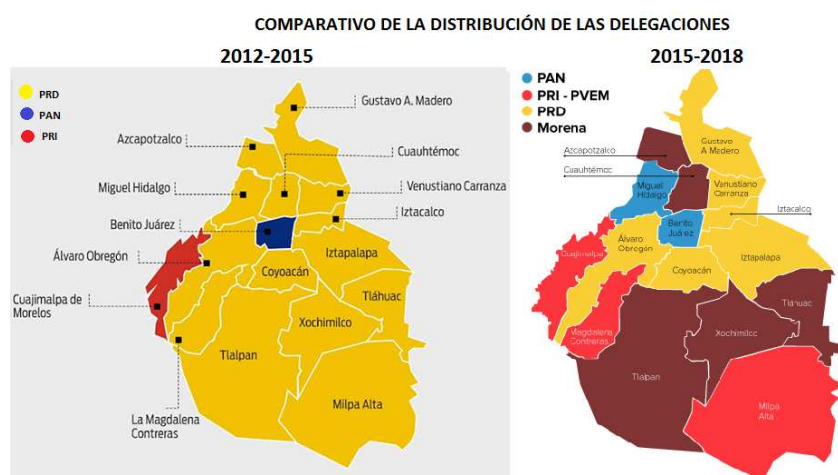 COMPARATIVO DE LA DISTRIBUCIÓN DE LAS DELEGACIONES
2012-2015
PRD
PAN
PRI
Gustavo A. Madero
Azcapotzalco
Cuauhtémoc
Miguel Hidalgo
Venustiano Carranza
Iztacalco
Benito Juárez
Álvaro Obregón
Iztapalapa
Coyoacán
Tláhuac
Cuajimalpa de
Morelos
Xochimilco
Tlalpan
Milpa Alta
La Magdalena
Contreras
2015-2018
PAN
PRI - PVEM
PRD
Morena
Gustavo
A Madero
Azcapotzalco
Cuauhtémoc
Miguel
Hidalgo
Venustiano
Carranza
Iztacalco
Benito
Juárez
Álvaro
Obregón
Cuajimalpa
Iztapalapa
Coyoacán
Tláhuac
Magdalena
Contreras
Xochimilcc
Tlalpan
Milpa
Alta